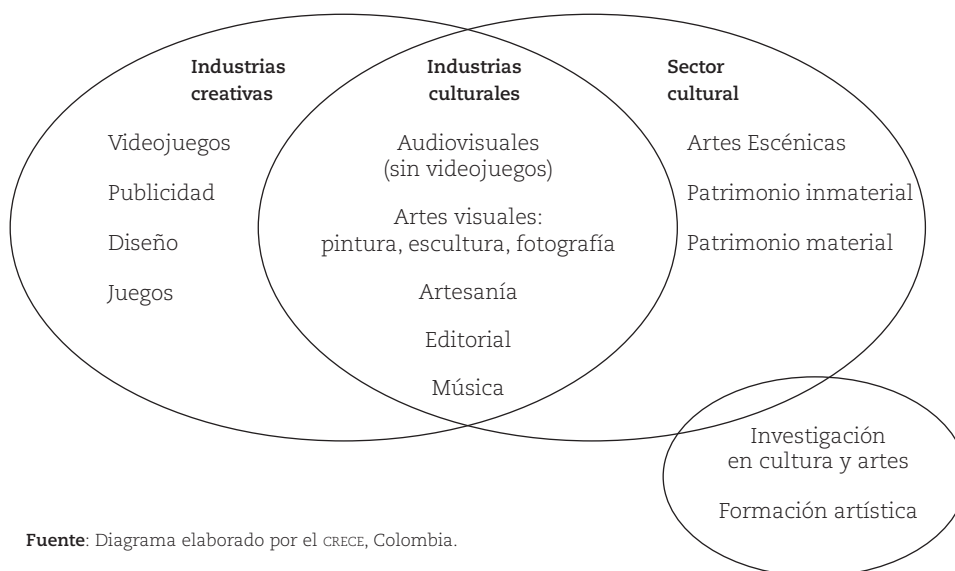 Industrias
creativas
Videojuegos
Publicidad
Diseño
Juegos
Industrias
culturales
Audiovisuales
(sin videojuegos)
Artes visuales:
pintura, escultura, fotografía
Artesanía
Editorial
Música
Sector
cultural
Artes Escénicas
Patrimonio inmaterial
Patrimonio material
Investigación
en cultura y artes
Formación artística
Fuente: Diagrama elaborado por el CRECE, Colombia.